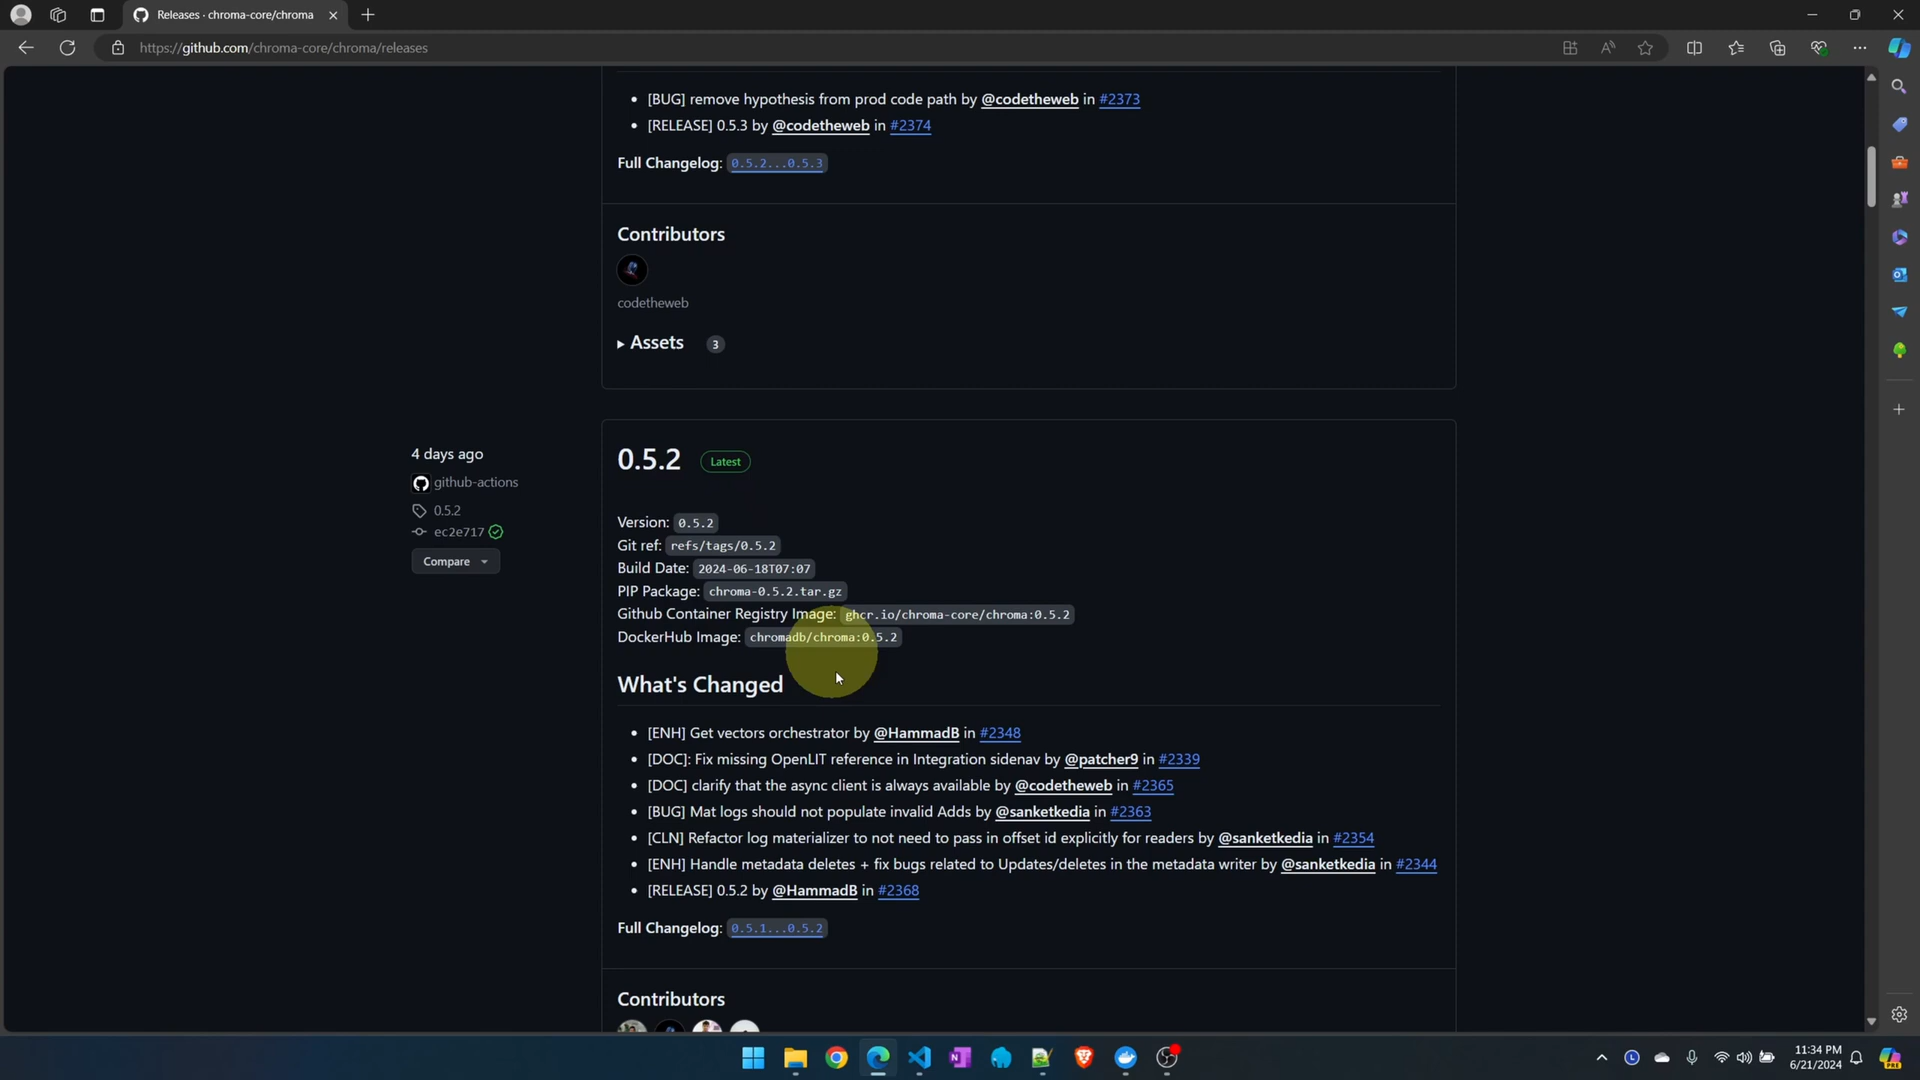 Releases · chroma-core/chroma
https://github.com/chroma-core/chroma/releases
[BUG] remove hypothesis from prod code path by @codetheweb in #2373
[RELEASE] 0.5.3 by @codetheweb in #2374
Full Changelog: 0.5.2...0.5.3
Contributors
codetheweb
Assets 3
4 days ago
github-actions
0.5.2
ec2e717
Compare
0.5.2 Latest
Version: 0.5.2
Git ref: refs/tags/0.5.2
Build Date: 2024-06-18T07:07
PIP Package: chroma-0.5.2.tar.gz
Github Container Registry Image: ghcr.io/chroma-core/chroma:0.5.2
DockerHub Image: chromadb/chroma:0.5.2
What's Changed
[ENH] Get vectors orchestrator by @HammadB in #2348
[DOC]: Fix missing OpenLIT reference in Integration sidenav by @patcher9 in #2339
[DOC] clarify that the async client is always available by @codetheweb in #2365
[BUG] Mat logs should not populate invalid Adds by @sanketkedia in #2363
[CLN] Refactor log materializer to not need to pass in offset id explicitly for readers by @sanketkedia in #2354
[ENH] Handle metadata deletes + fix bugs related to Updates/deletes in the metadata writer by @sanketkedia in #2344
[RELEASE] 0.5.2 by @HammadB in #2368
Full Changelog: 0.5.1...0.5.2
Contributors
11:34 PM
6/21/2024